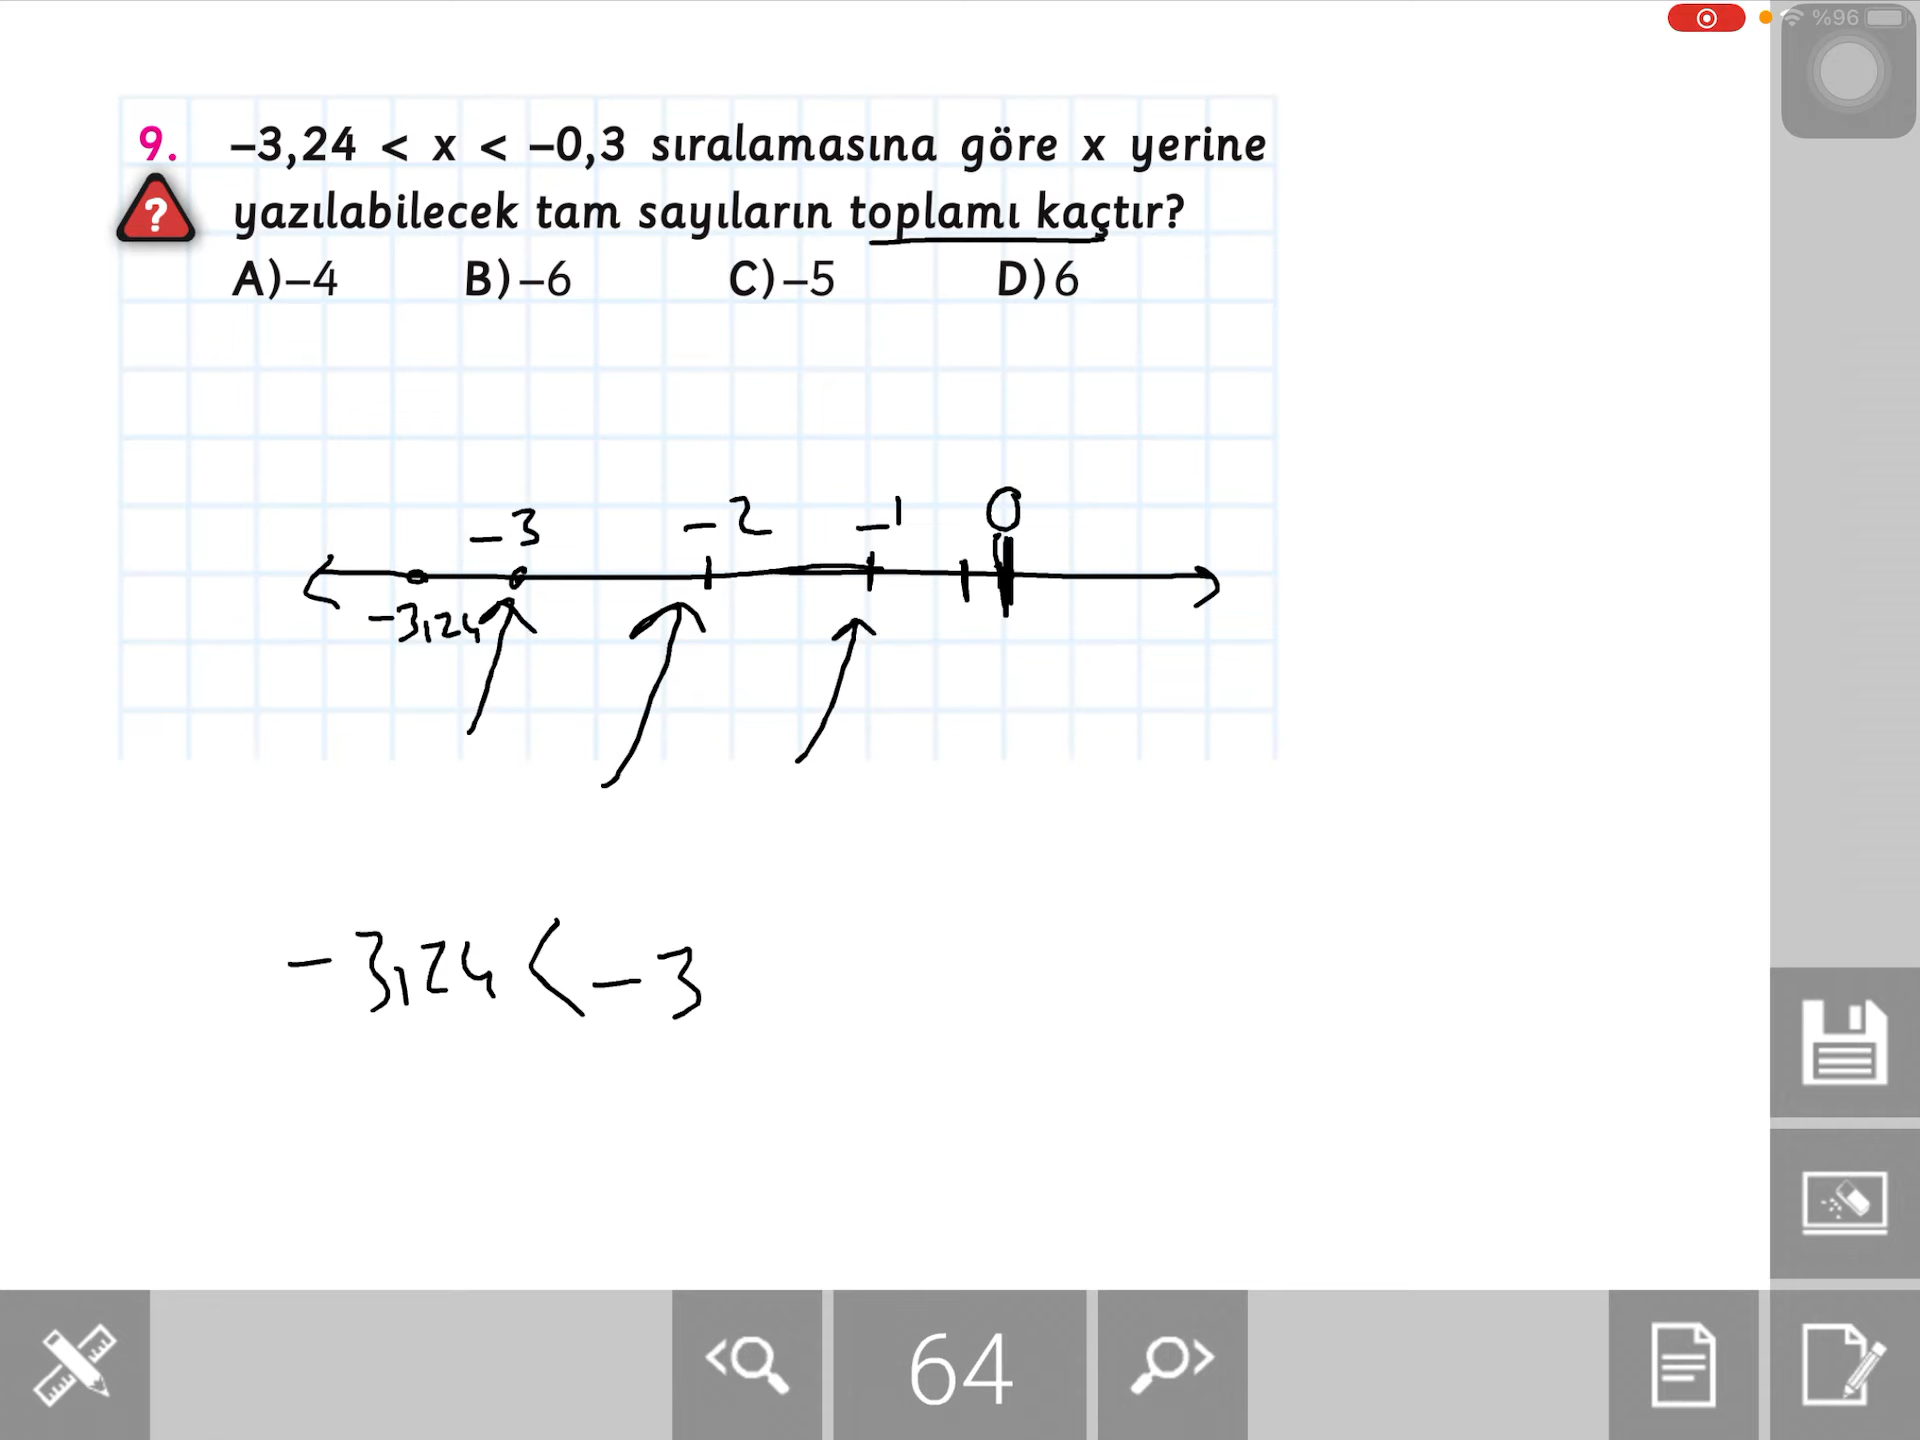 %96
9. –3,24 < x < –0,3 sıralamasına göre x yerine
? yazılabilecek tam sayıların toplamı kaçtır?
A)–4 B)–6 C)–5 D)6
–3 –2 –1 0
–3,24
–3,24 < –3
64